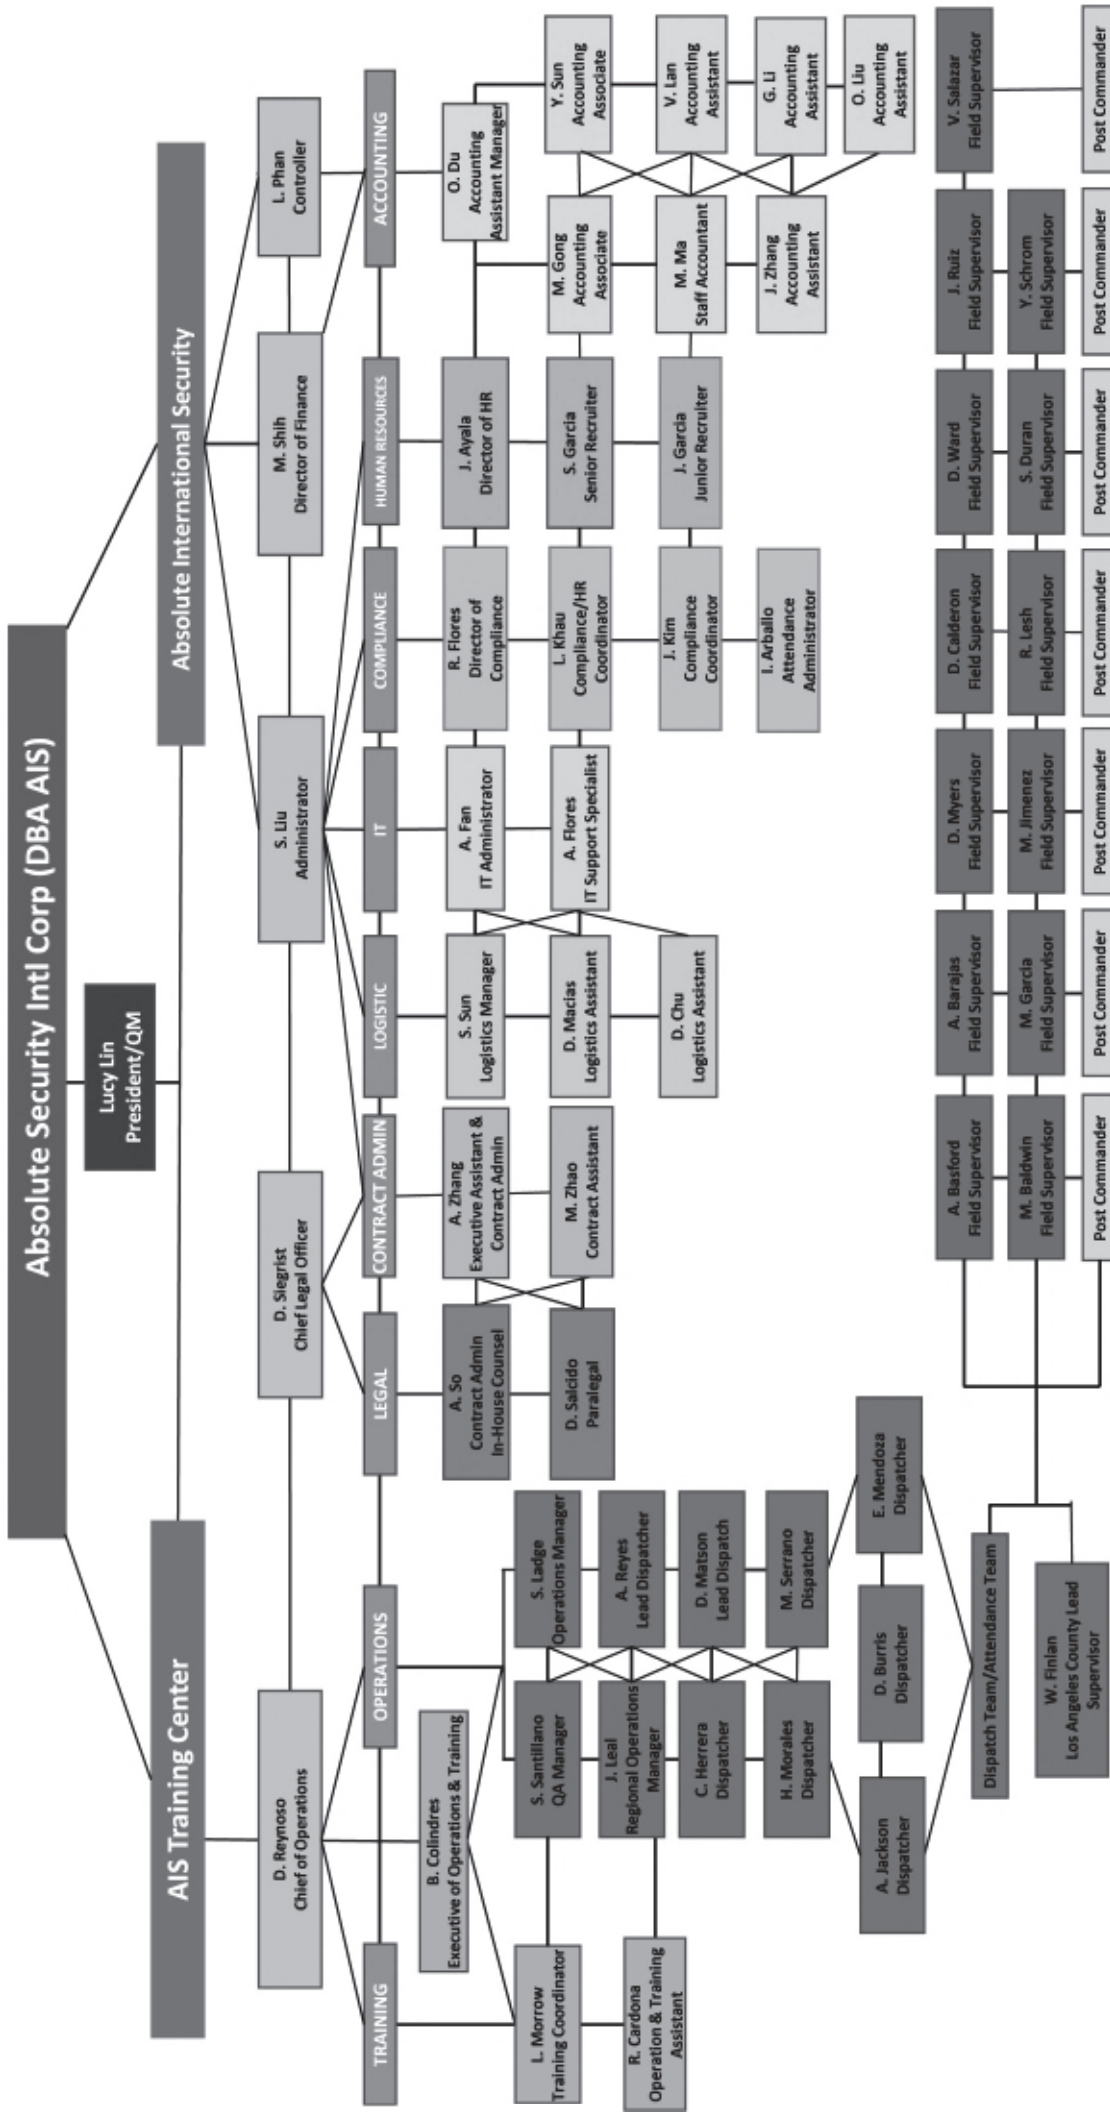 Absolute Security Intl Corp (DBA AIS)
Lucy Lin
President/QM
AIS Training Center
Absolute International Security
D. Reynoso
Chief of Operations
D. Siegrist
Chief Legal Officer
S. Liu
Administrator
M. Shih
Director of Finance
L. Phan
Controller
TRAINING
OPERATIONS
LEGAL
CONTRACT ADMIN
LOGISTIC
IT
COMPLIANCE
HUMAN RESOURCES
ACCOUNTING
B. Colindres
Executive of Operations & Training
L. Morrow
Training Coordinator
R. Cardona
Operation & Training
Assistant
S. Santillano
QA Manager
S. Ladge
Operations Manager
J. Leal
Regional Operations
Manager
A. Reyes
Lead Dispatcher
C. Herrera
Dispatcher
D. Matson
Lead Dispatch
H. Morales
Dispatcher
M. Serrano
Dispatcher
A. Jackson
Dispatcher
D. Burris
Dispatcher
E. Mendoza
Dispatcher
Dispatch Team/Attendance Team
W. Finlan
Los Angeles County Lead
Supervisor
A. So
Contract Admin
In-House Counsel
D. Salcido
Paralegal
A. Zhang
Executive Assistant &
Contract Admin
M. Zhao
Contract Assistant
S. Sun
Logistics Manager
D. Macias
Logistics Assistant
D. Chu
Logistics Assistant
A. Fan
IT Administrator
A. Flores
IT Support Specialist
R. Flores
Director of
Compliance
L. Khau
Compliance/HR
Coordinator
J. Kim
Compliance
Coordinator
I. Arballo
Attendance
Administrator
J. Ayala
Director of HR
S. Garcia
Senior Recruiter
J. Garcia
Junior Recruiter
O. Du
Accounting
Assistant Manager
M. Gong
Accounting
Associate
M. Ma
Staff Accountant
J. Zhang
Accounting
Assistant
Y. Sun
Accounting
Associate
V. Lan
Accounting
Assistant
G. Li
Accounting
Assistant
O. Liu
Accounting
Assistant
A. Basford
Field Supervisor
A. Barajas
Field Supervisor
D. Myers
Field Supervisor
D. Calderon
Field Supervisor
D. Ward
Field Supervisor
J. Ruiz
Field Supervisor
V. Salazar
Field Supervisor
M. Baldwin
Field Supervisor
M. Garcia
Field Supervisor
M. Jimenez
Field Supervisor
R. Lesh
Field Supervisor
S. Duran
Field Supervisor
Y. Schrom
Field Supervisor
Post Commander
Post Commander
Post Commander
Post Commander
Post Commander
Post Commander
Post Commander